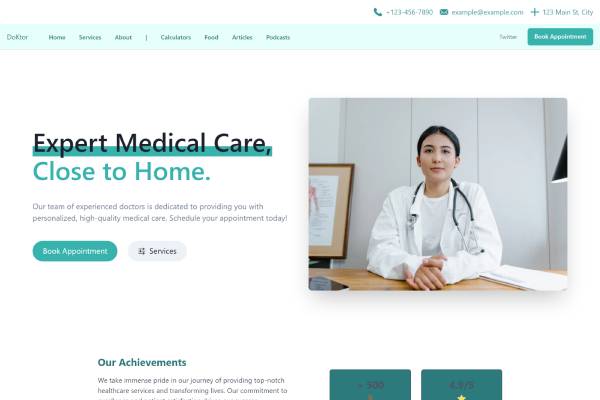 +123-456-7890 example@example.com 123 Main St, City
DoKtor Home Services About | Calculators Food Articles Podcasts Twitter Book Appointment
Expert Medical Care,
Close to Home.
Our team of experienced doctors is dedicated to providing you with
personalized, high-quality medical care. Schedule your appointment today!
Book Appointment Services
Our Achievements
We take immense pride in our journey of providing top-notch
healthcare services and transforming lives. Our commitment to
500 4.9/5